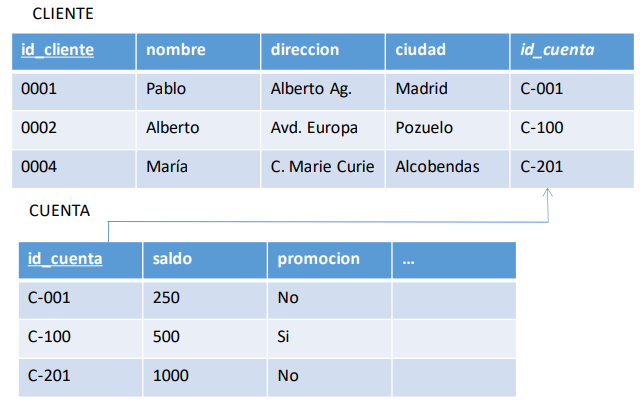 CLIENTE
id_cliente nombre direccion ciudad id_cuenta
0001 Pablo Alberto Ag. Madrid C-001
0002 Alberto Avd. Europa Pozuelo C-100
0004 María C. Marie Curie Alcobendas C-201
CUENTA
id_cuenta saldo promocion ...
C-001 250 No
C-100 500 Si
C-201 1000 No